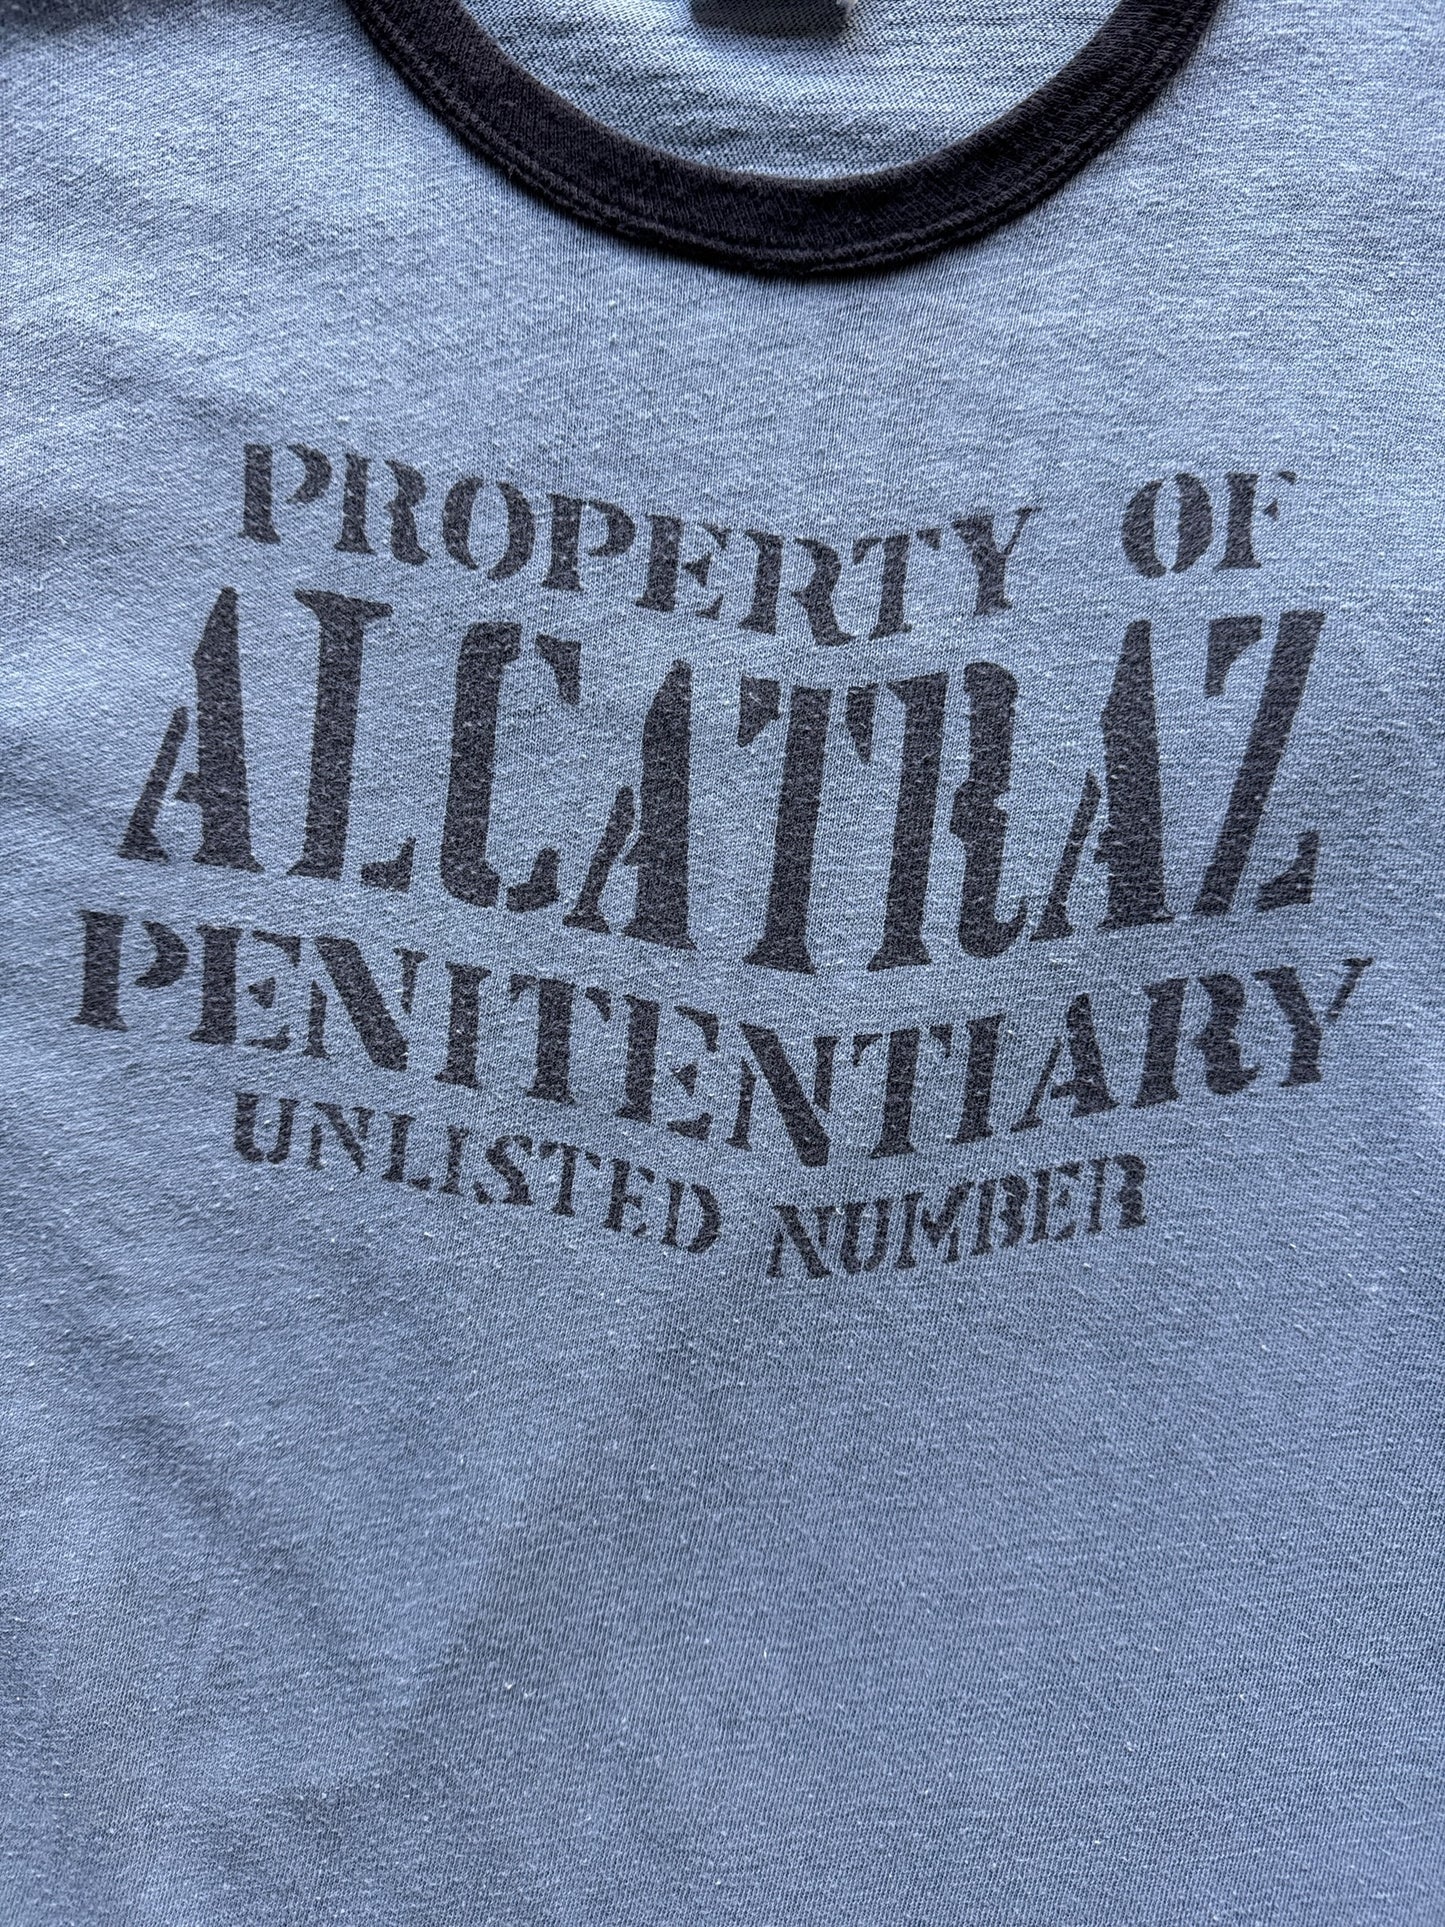 PROPERTY OF
ALCATRAZ
PENITENTIARY
UNLISTED NUMBER